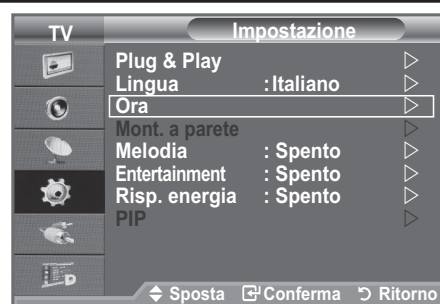 TV Impostazione
Plug & Play
Lingua : Italiano
Ora
Mont. a parete
Melodia : Spento
Entertainment : Spento
Risp. energia : Spento
PIP
Sposta Conferma Ritorno